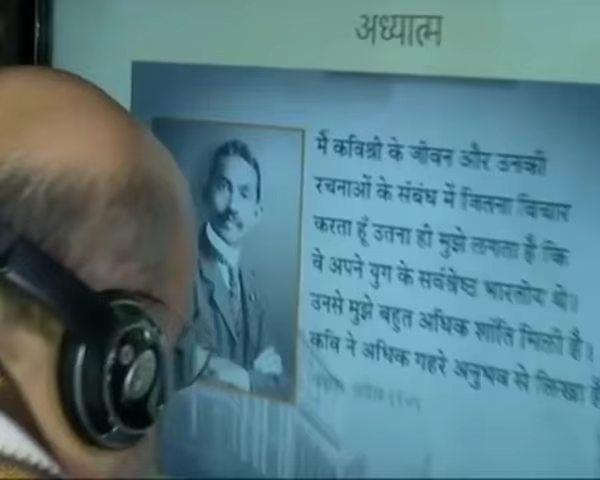 अध्यात्म
मैं कविश्री के जीवन और उनकी
रचनाओं के संबंध में जितना विचार
करता हूँ उतना ही मुझे लगता है कि
वे अपने युग के सर्वश्रेष्ठ भारतीय थे।
उनसे मुझे बहुत अधिक शांति मिलती है।
कवि ने अधिक गहरे अनुभव से लिखा है